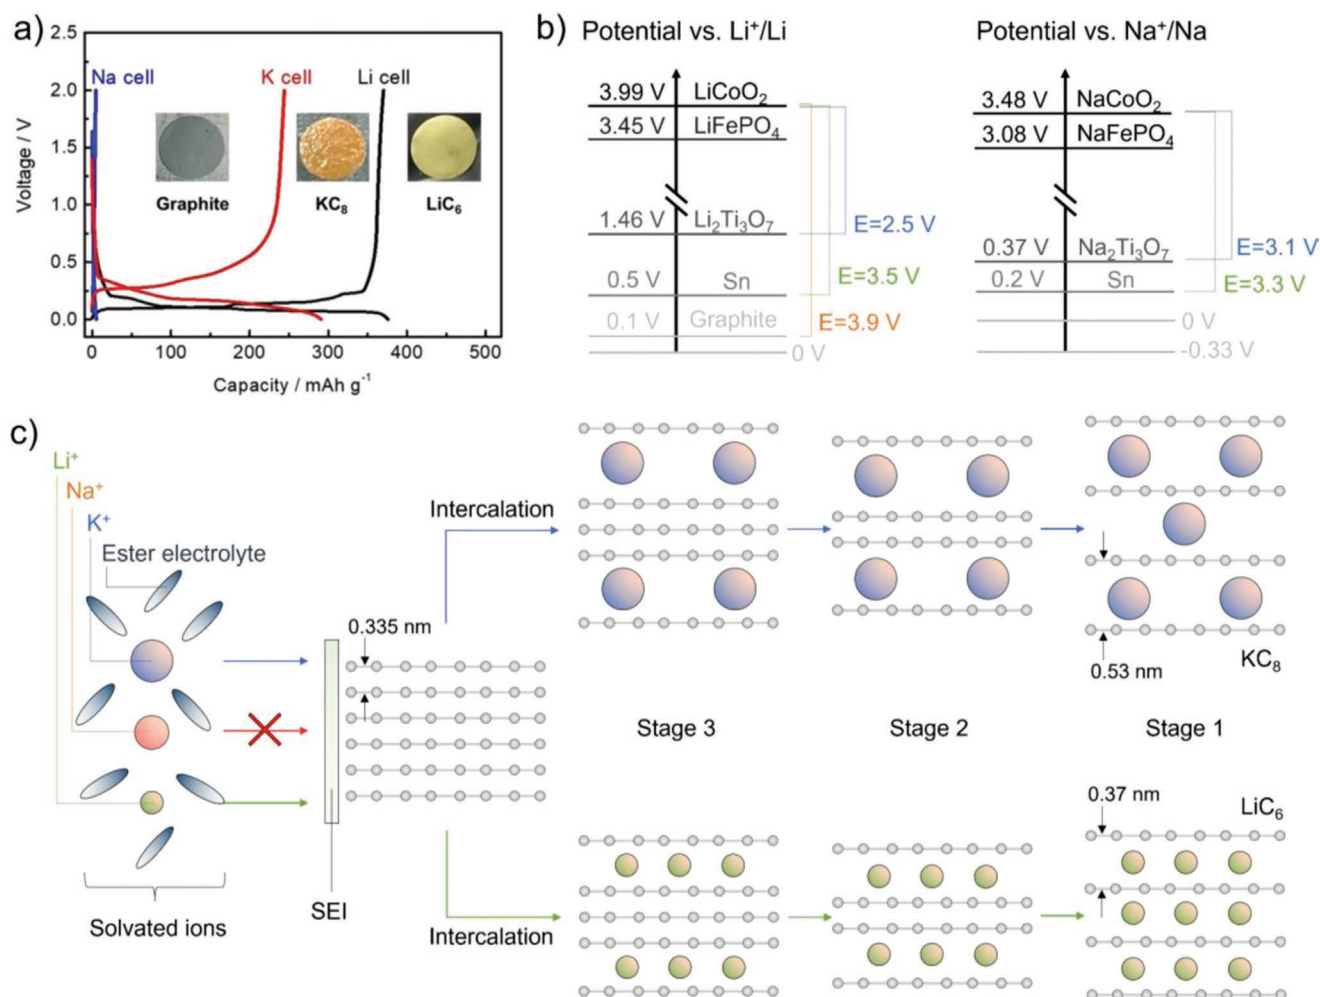 a)
2.5
2.0
1.5
1.0
0.5
0.0
Voltage / V
Na cell
K cell
Li cell
Graphite
KC₈
LiC₆
0 100 200 300 400 500
Capacity / mAh g⁻¹
b) Potential vs. Li⁺/Li
3.99 V LiCoO₂
3.45 V LiFePO₄
1.46 V Li₂Ti₃O₇
0.5 V Sn
0.1 V Graphite
0 V
E=2.5 V
E=3.5 V
E=3.9 V
Potential vs. Na⁺/Na
3.48 V NaCoO₂
3.08 V NaFePO₄
0.37 V Na₂Ti₃O₇
0.2 V Sn
0 V
-0.33 V
E=3.1 V
E=3.3 V
c)
Li⁺
Na⁺
K⁺
Ester electrolyte
Solvated ions
SEI
0.335 nm
Intercalation
Intercalation
0.53 nm
KC₈
Stage 3
Stage 2
Stage 1
0.37 nm
LiC₆